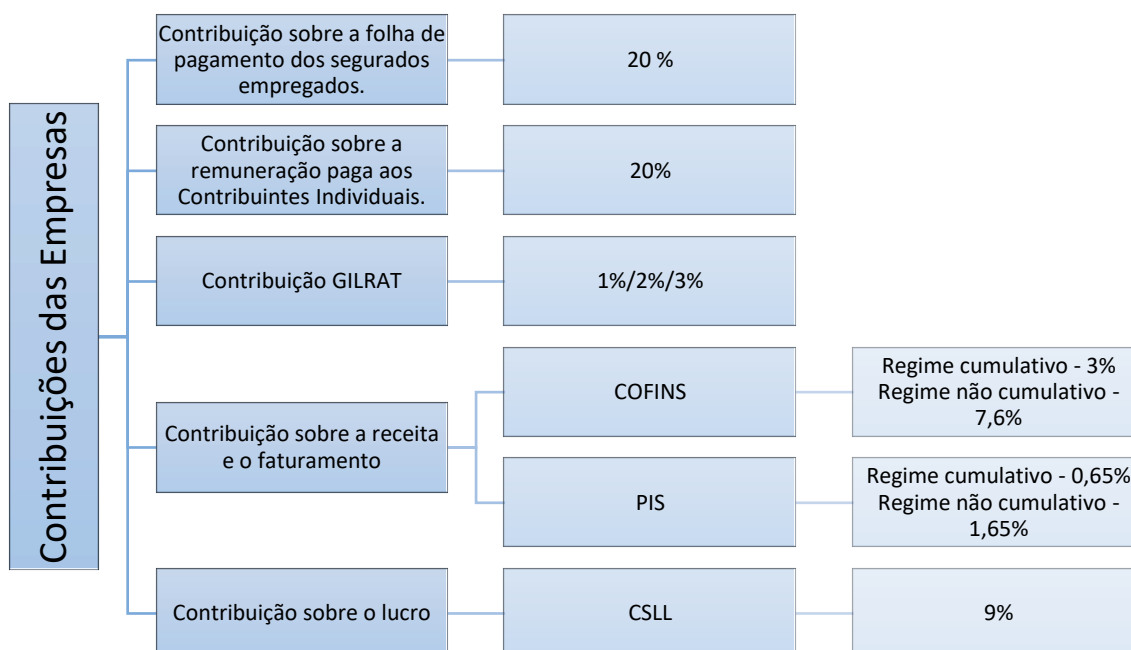 Contribuições das Empresas
Contribuição sobre a folha de
pagamento dos segurados
empregados.
20 %
Contribuição sobre a
remuneração paga aos
Contribuintes Individuais.
20%
Contribuição GILRAT
1%/2%/3%
Contribuição sobre a receita
e o faturamento
COFINS
Regime cumulativo - 3%
Regime não cumulativo -
7,6%
PIS
Regime cumulativo - 0,65%
Regime não cumulativo -
1,65%
Contribuição sobre o lucro
CSLL
9%